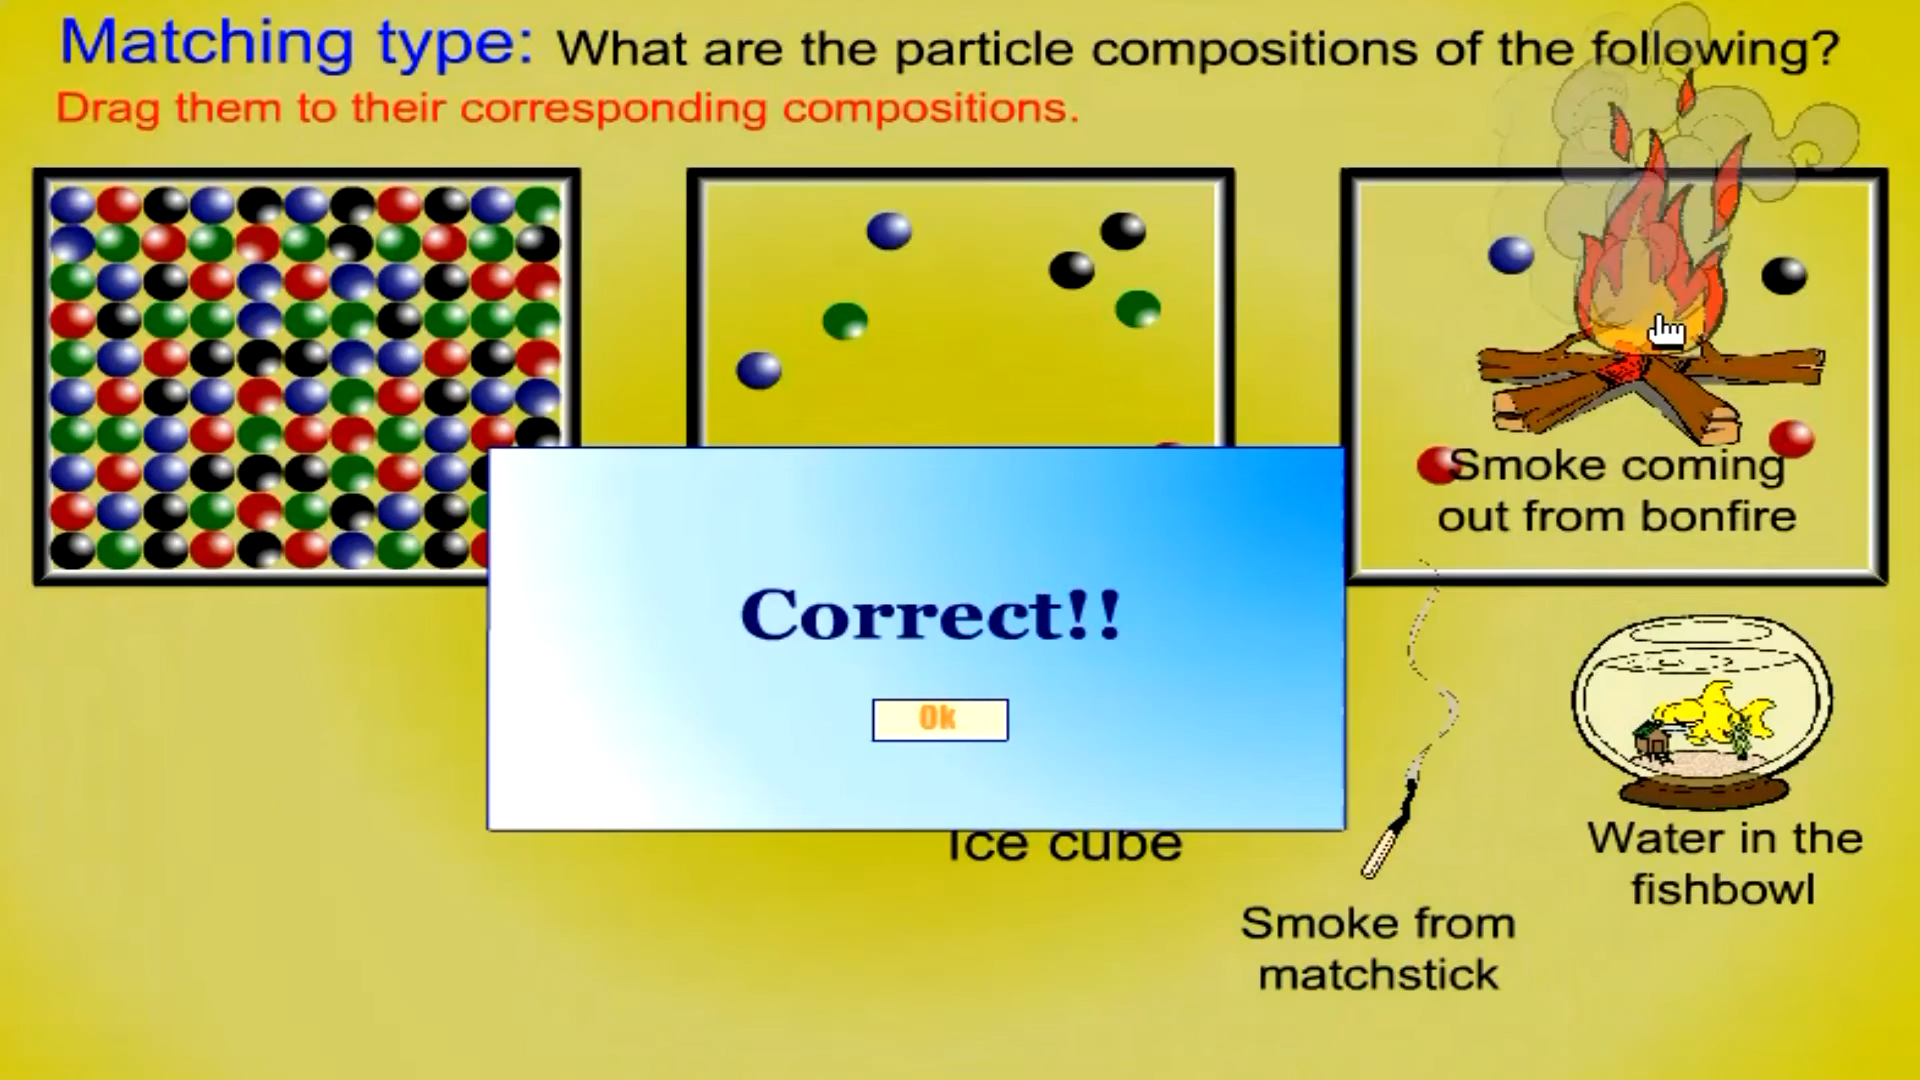 Matching type: What are the particle compositions of the following?
Drag them to their corresponding compositions.
Smoke coming
out from bonfire
Correct!!
Ok
Ice cube
Water in the
fishbowl
Smoke from
matchstick